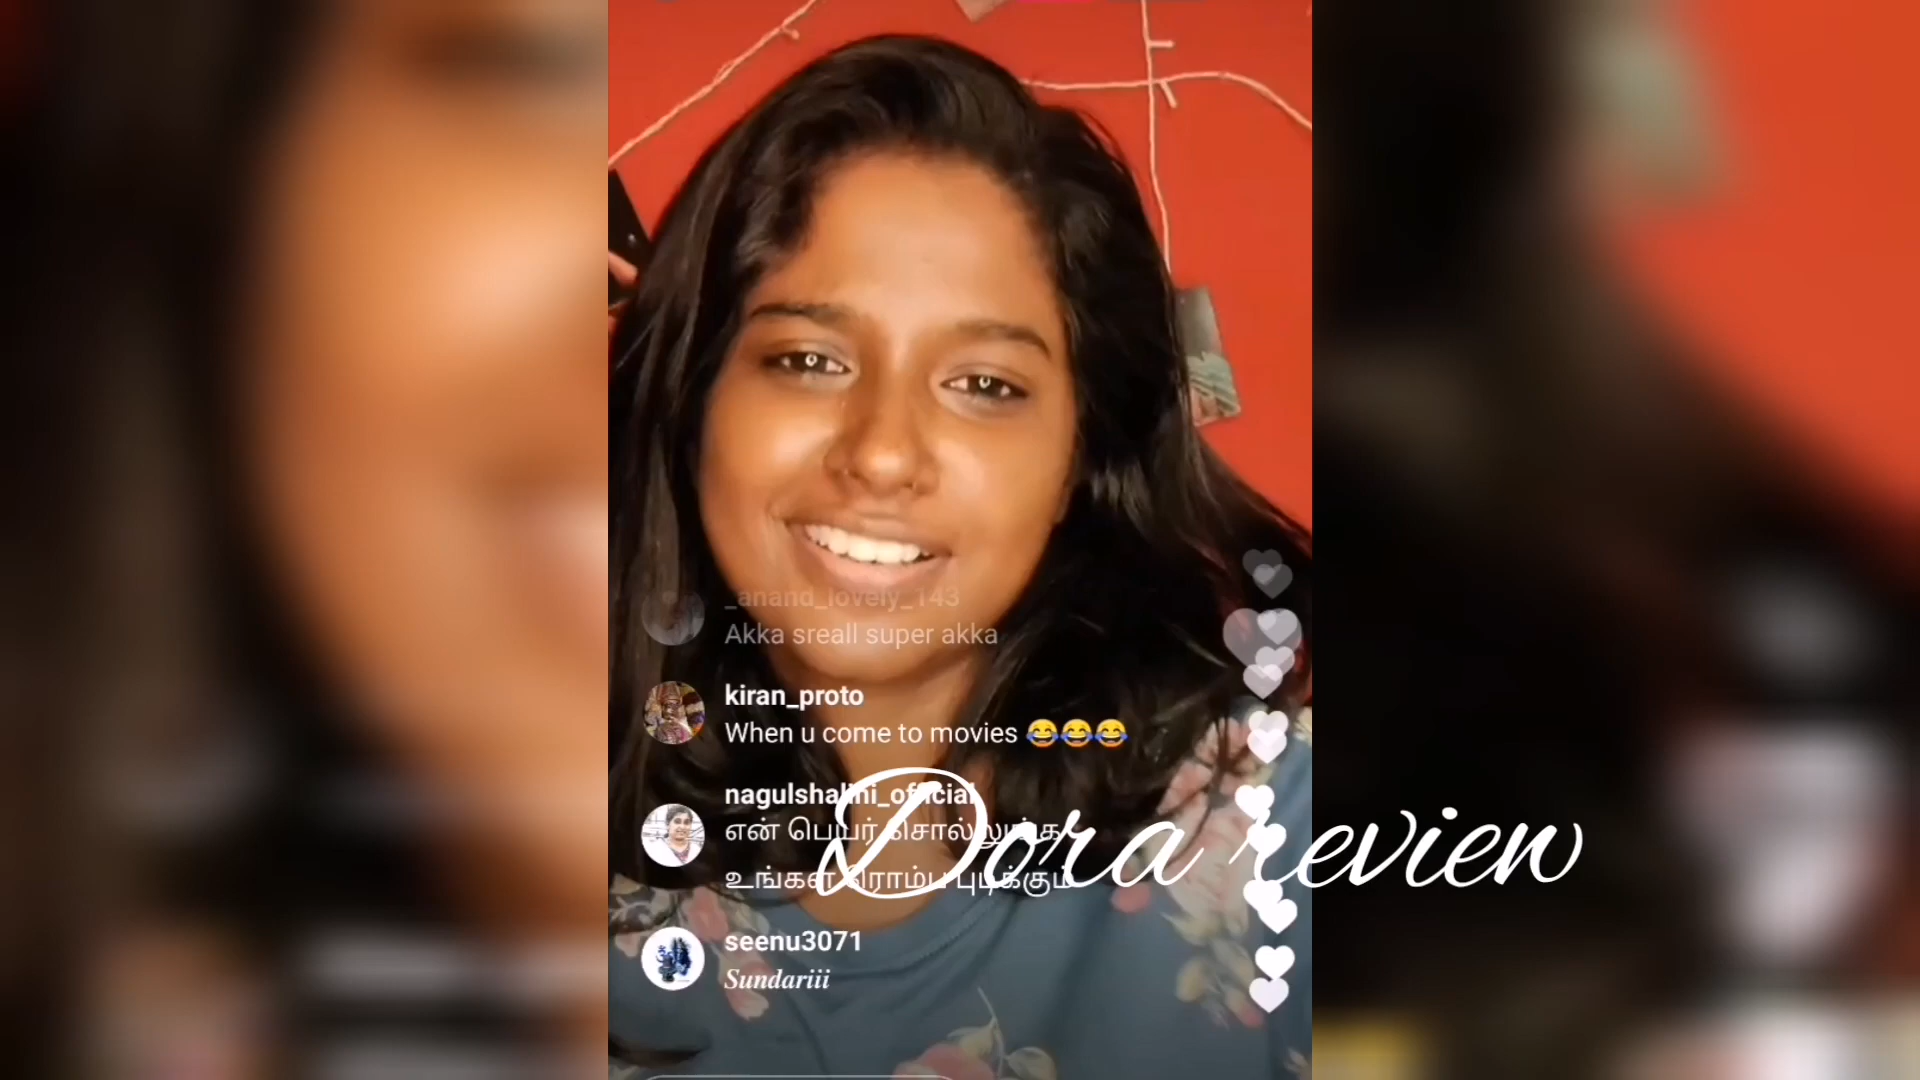 _anand_lovely_143
Akka sreall super akka
kiran_proto
When u come to movies 😂😂😂
nagulshalini_official
என் பெயர் சொல்லுங்க
உங்கள ரொம்ப புடிக்கும்
Dora review
seenu3071
Sundariii